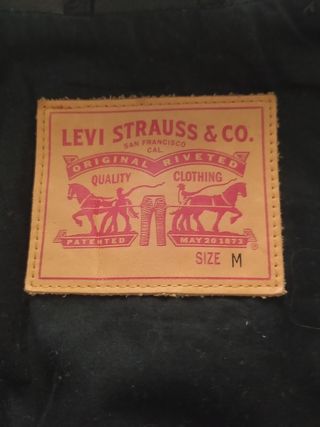 LEVI STRAUSS & CO.
SAN FRANCISCO
CAL.
ORIGINAL RIVETED
QUALITY CLOTHING
PATENTED MAY 20 1873
®
SIZE M